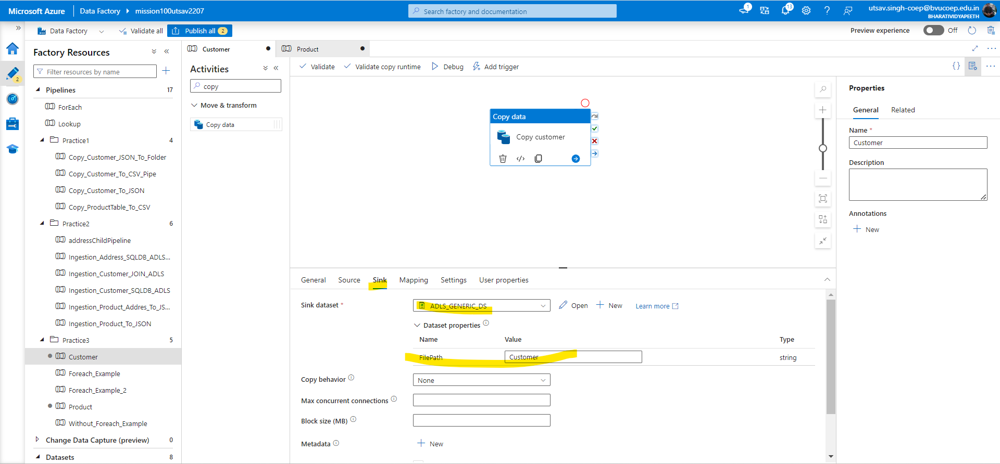 Microsoft Azure Data Factory mission100utsav2207 Search factory and documentation 1 13 utsav.singh-coep@bvucoep.edu.in
BHARATIVIDYAPEETH
Data Factory Validate all Publish all 2 Preview experience Off
Factory Resources
Filter resources by name
2
Pipelines 17
ForEach
Lookup
Practice1 4
Copy_Customer_JSON_To_Folder
Copy_Customer_To_CSV_Pipe
Copy_Customer_To_JSON
Copy_ProductTable_To_CSV
Practice2 6
addressChildPipeline
Ingestion_Address_SQLDB_ADLS...
Ingestion_Customer_JOIN_ADLS
Ingestion_Customer_SQLDB_ADLS
Ingestion_Product_Addres_To_JS...
Ingestion_Product_To_JSON
Practice3 5
Customer
Foreach_Example
Foreach_Example_2
Product
Without_Foreach_Example
Change Data Capture (preview) 0
Datasets 8
Customer Product
Activities
copy
Move & transform
Copy data
Validate Validate copy runtime Debug Add trigger
Copy data
Copy customer
General Source Sink Mapping Settings User properties
Sink dataset * ADLS_GENERIC_DS Open New Learn more
Dataset properties
Name Value Type
FilePath Customer string
Copy behavior None
Max concurrent connections
Block size (MB)
Metadata New
Properties
General Related
Name *
Customer
Description
Annotations
New